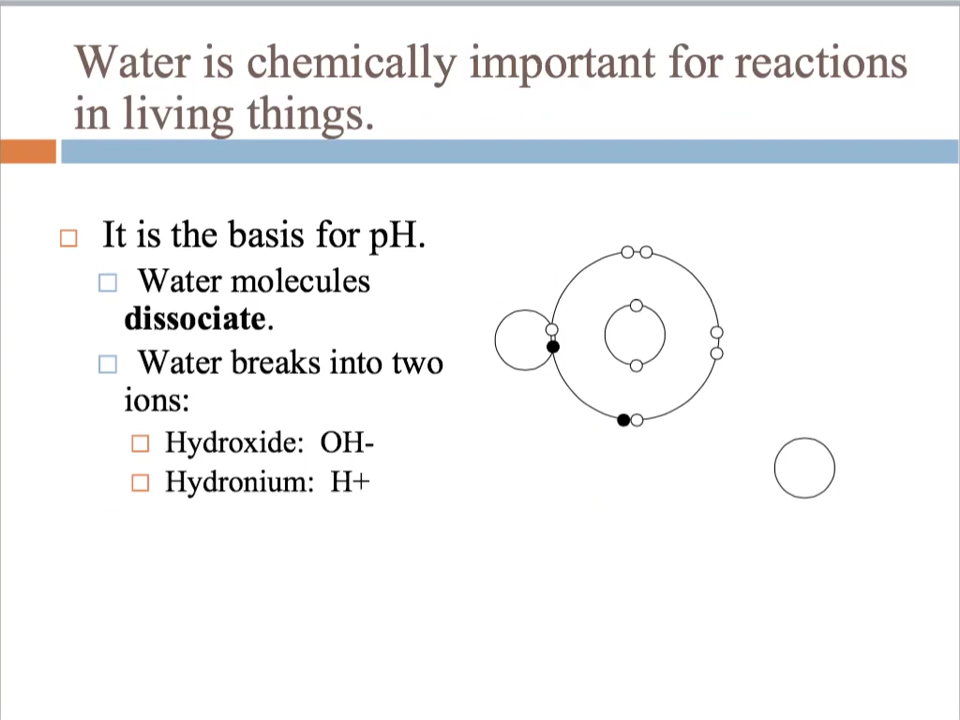 Water is chemically important for reactions
in living things.
It is the basis for pH.
Water molecules
dissociate.
Water breaks into two
ions:
Hydroxide: OH-
Hydronium: H+